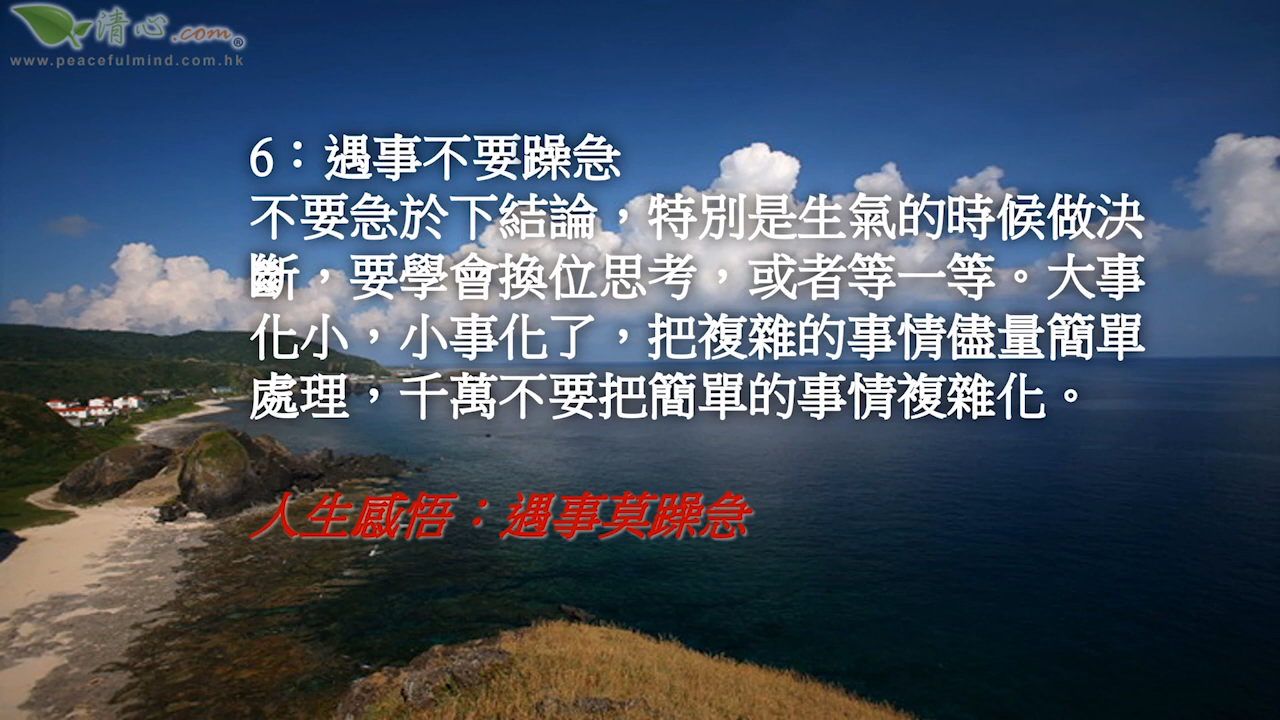 清心.com®
www.peacefulmind.com.hk
6：遇事不要躁急
不要急於下結論，特別是生氣的時候做決
斷，要學會換位思考，或者等一等。大事
化小，小事化了，把複雜的事情儘量簡單
處理，千萬不要把簡單的事情複雜化。
人生感悟：遇事莫躁急